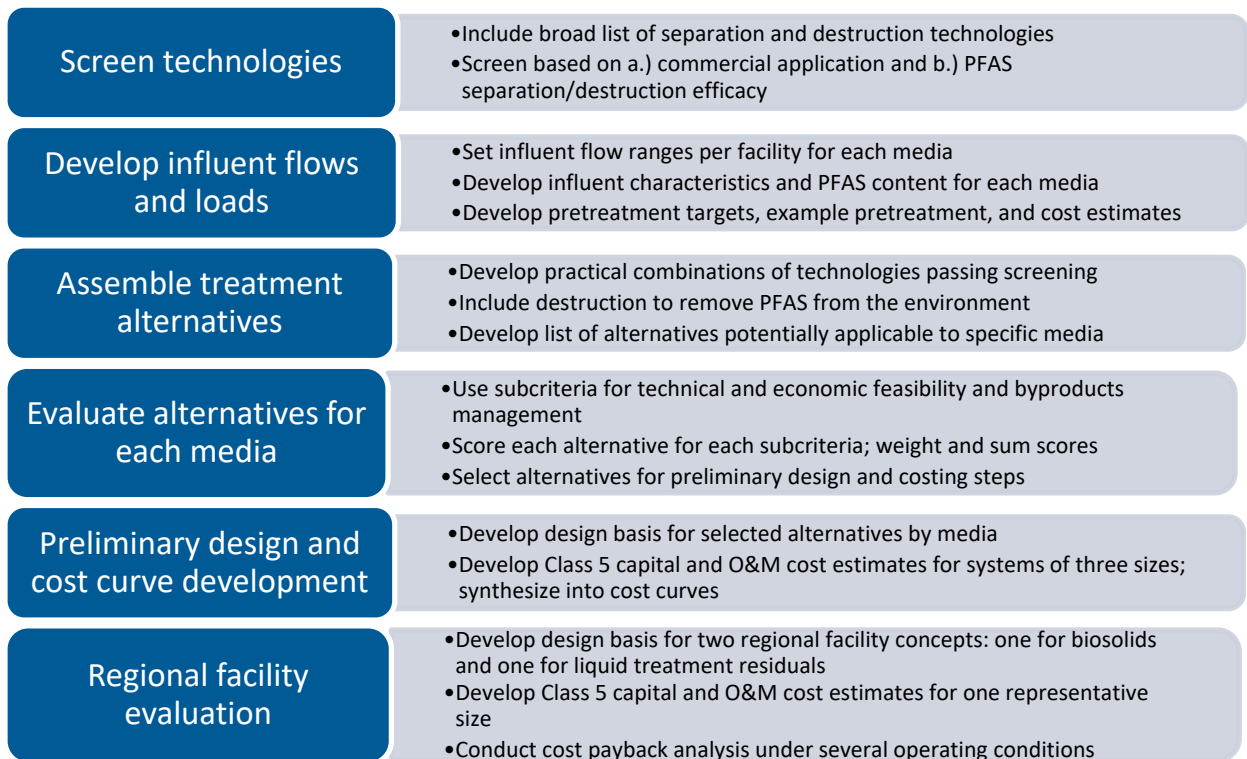 Screen technologies
•Include broad list of separation and destruction technologies
•Screen based on a.) commercial application and b.) PFAS
separation/destruction efficacy
Develop influent flows
and loads
•Set influent flow ranges per facility for each media
•Develop influent characteristics and PFAS content for each media
•Develop pretreatment targets, example pretreatment, and cost estimates
Assemble treatment
alternatives
•Develop practical combinations of technologies passing screening
•Include destruction to remove PFAS from the environment
•Develop list of alternatives potentially applicable to specific media
Evaluate alternatives for
each media
•Use subcriteria for technical and economic feasibility and byproducts
management
•Score each alternative for each subcriteria; weight and sum scores
•Select alternatives for preliminary design and costing steps
Preliminary design and
cost curve development
•Develop design basis for selected alternatives by media
•Develop Class 5 capital and O&M cost estimates for systems of three sizes;
synthesize into cost curves
Regional facility
evaluation
•Develop design basis for two regional facility concepts: one for biosolids
and one for liquid treatment residuals
•Develop Class 5 capital and O&M cost estimates for one representative
size
•Conduct cost payback analysis under several operating conditions